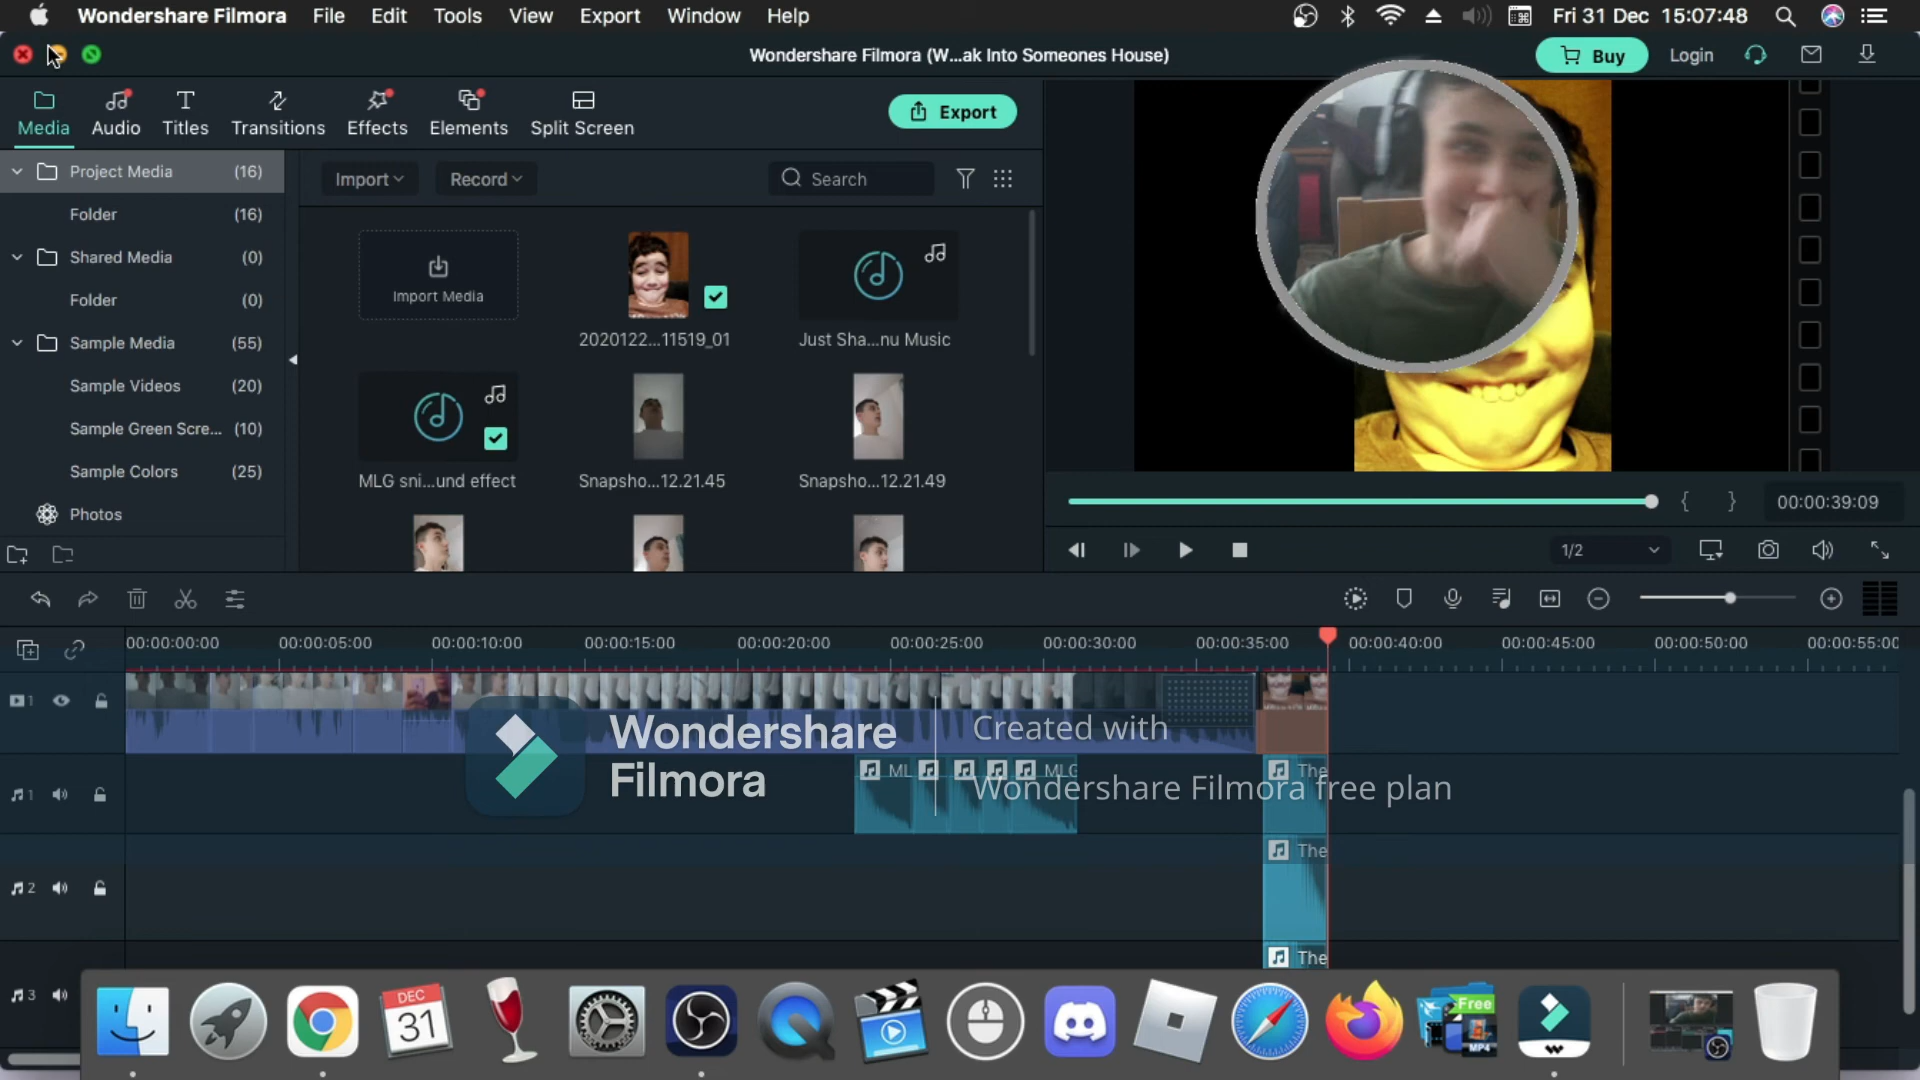 Wondershare Filmora File Edit Tools View Export Window Help
Fri 31 Dec 15:07:48
Wondershare Filmora (W...ak Into Someones House)
Buy
Login
Media
Audio
Titles
Transitions
Effects
Elements
Split Screen
Export
Project Media (16)
Folder (16)
Shared Media (0)
Folder (0)
Sample Media (55)
Sample Videos (20)
Sample Green Scre... (10)
Sample Colors (25)
Photos
Import
Record
Search
Import Media
2020122...11519_01
Just Sha...nu Music
MLG sni...und effect
Snapsho...12.21.45
Snapsho...12.21.49
{ }
00:00:39:09
1/2
00:00:00:00 00:00:05:00 00:00:10:00 00:00:15:00 00:00:20:00 00:00:25:00 00:00:30:00 00:00:35:00 00:00:40:00 00:00:45:00 00:00:50:00 00:00:55:00
1
Wondershare
Filmora
Created with
Wondershare Filmora free plan
1
ML
MLG
The
2
The
3
The
DEC
31
Free
MP4